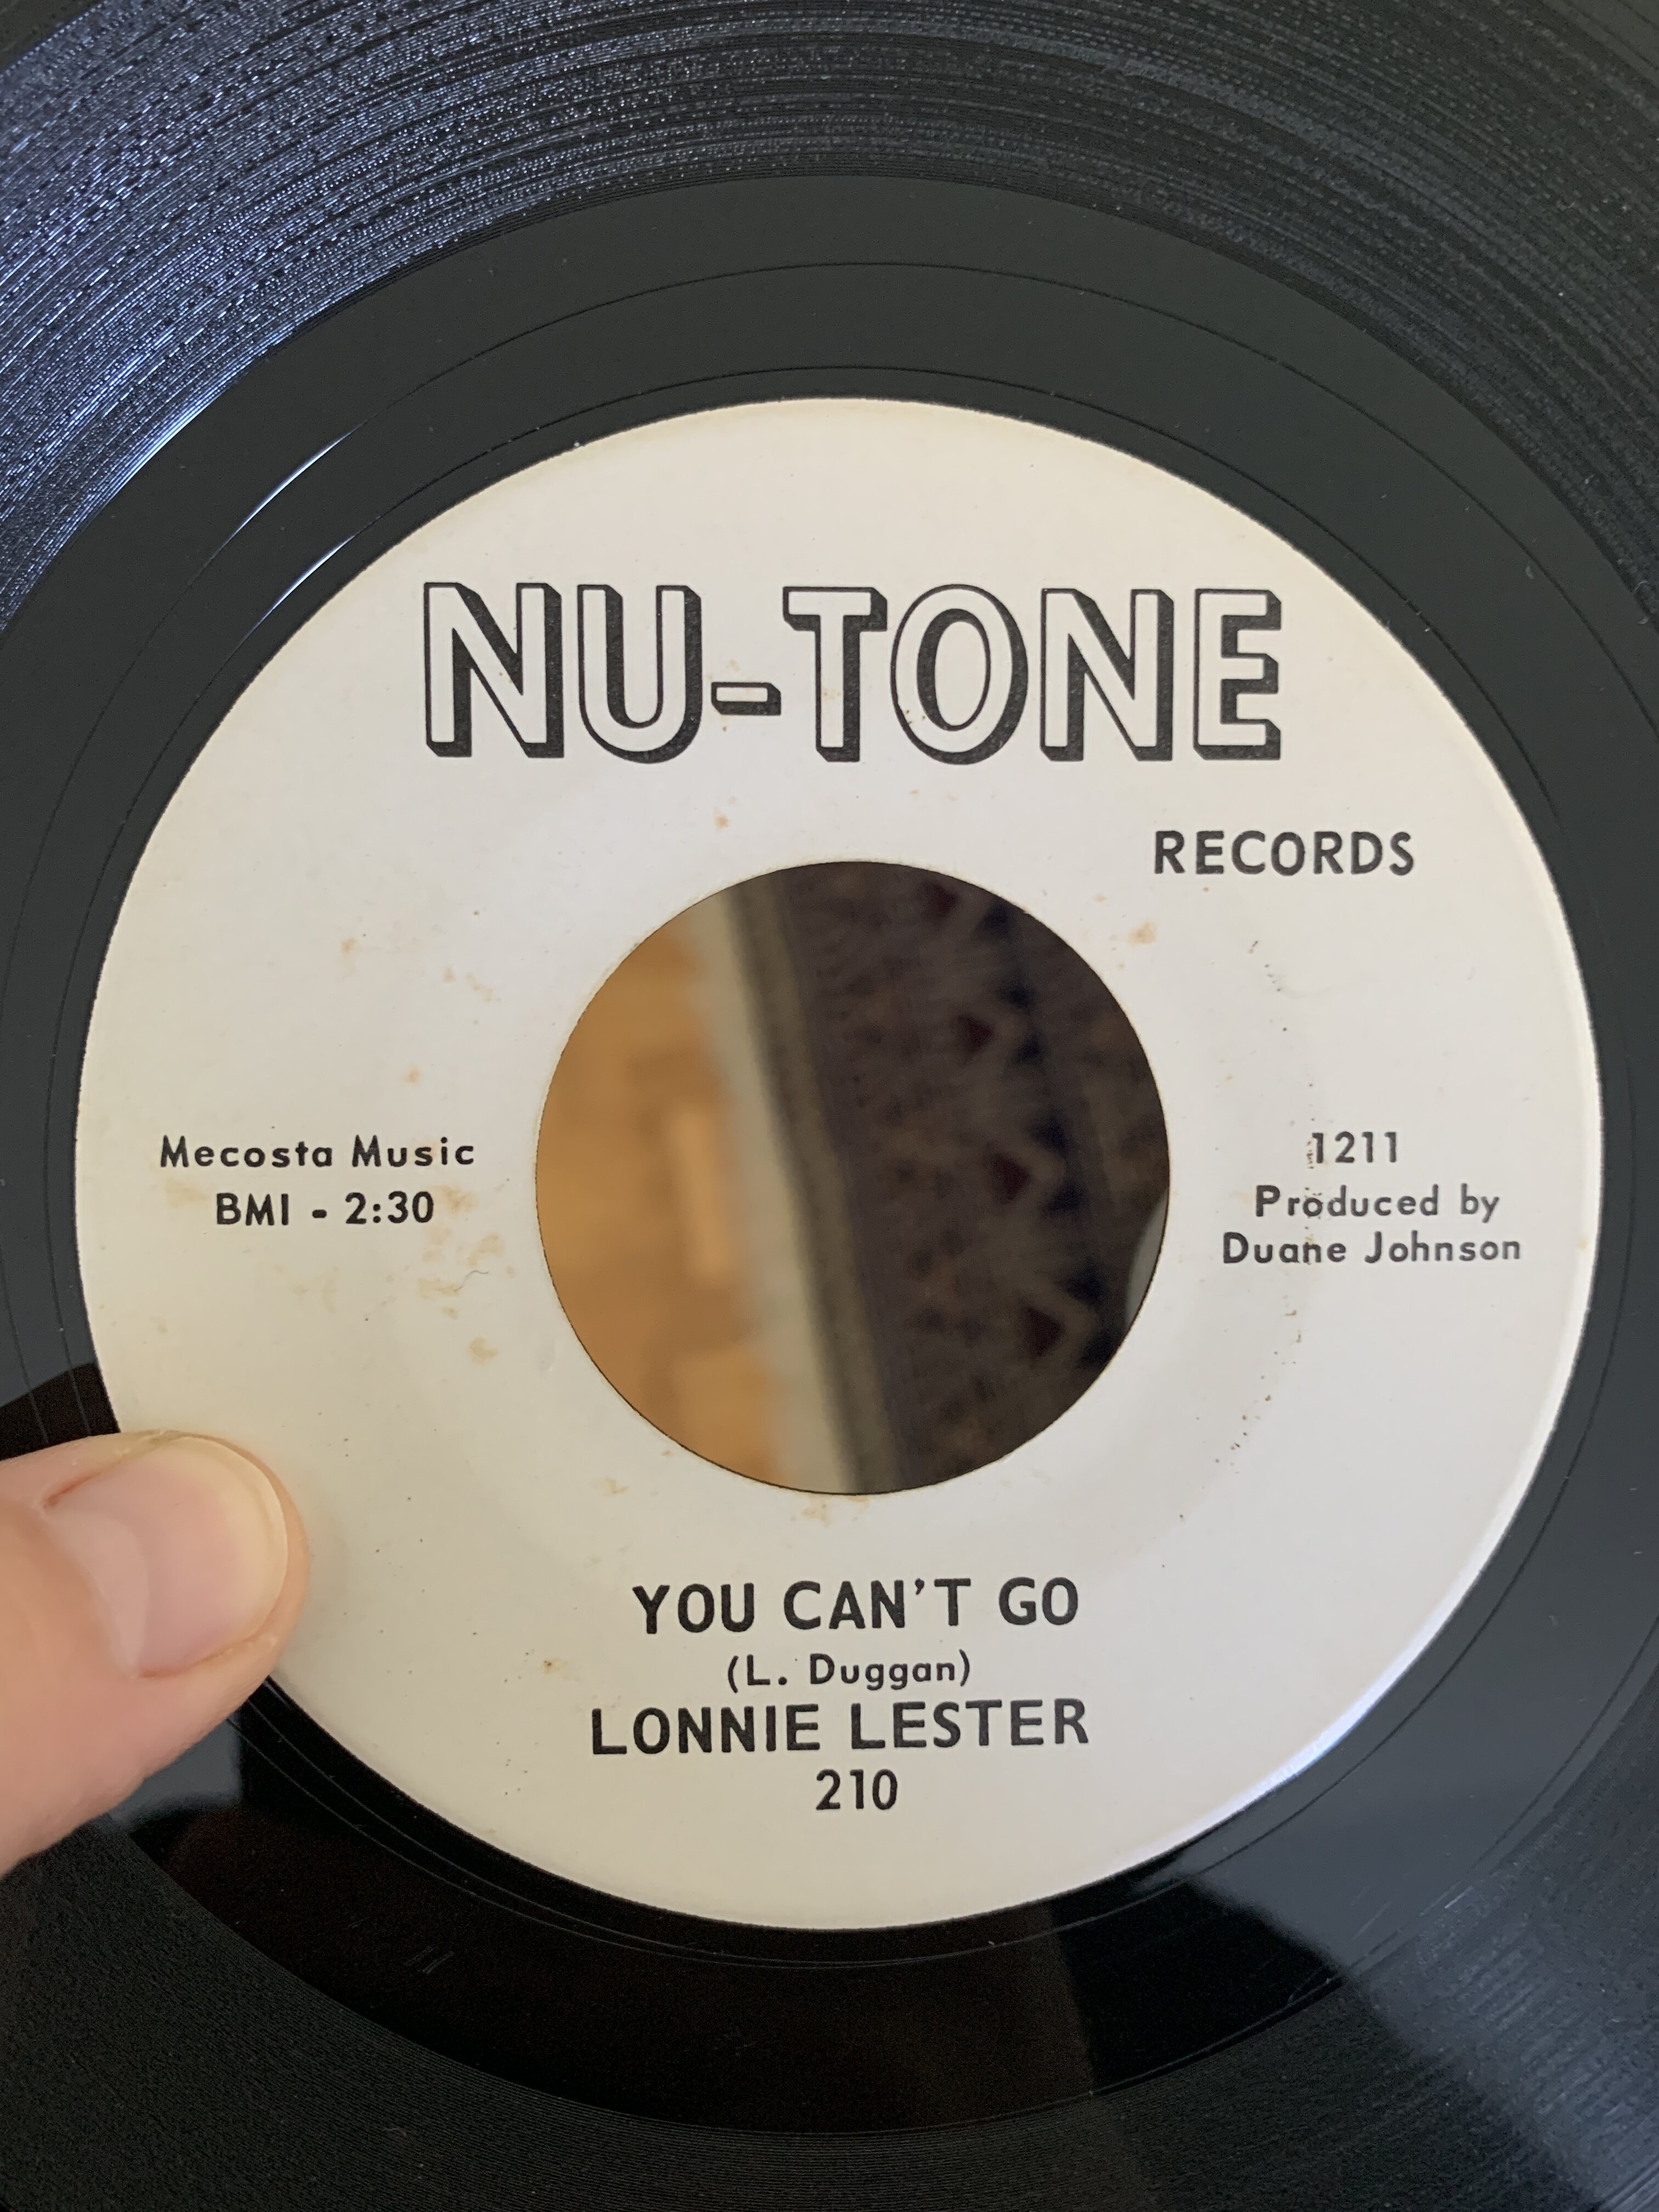 NU-TONE
RECORDS
Mecosta Music
BMI - 2:30
1211
Produced by
Duane Johnson
YOU CAN'T GO
(L. Duggan)
LONNIE LESTER
210